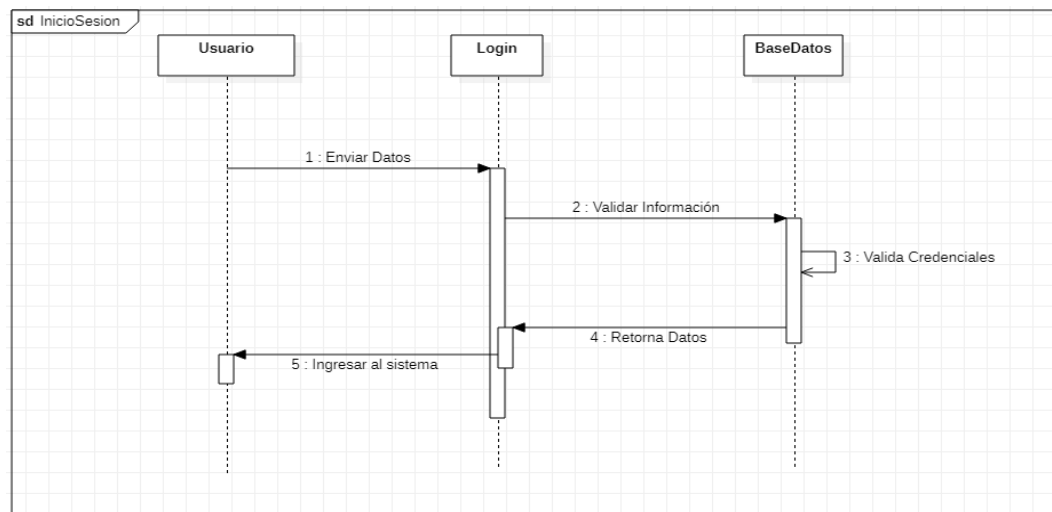 sd InicioSesion
Usuario
Login
BaseDatos
1 : Enviar Datos
2 : Validar Información
3 : Valida Credenciales
4 : Retorna Datos
5 : Ingresar al sistema